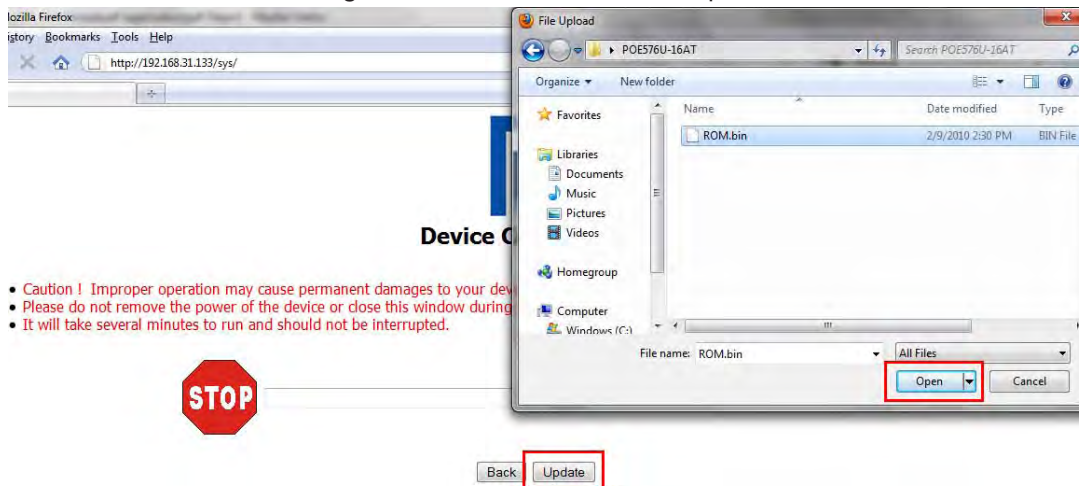 Mozilla Firefox
History Bookmarks Tools Help
http://192.168.31.133/sys/
Device
• Caution ! Improper operation may cause permanent damages to your
• Please do not remove the power of the device or close this window during
• It will take several minutes to run and should not be interrupted.
STOP
Back Update
File Upload
POE576U-16AT
Search POE576U-16AT
Organize New folder
Name Date modified Type
ROM.bin 2/9/2010 2:30 PM BIN File
Favorites
Libraries
Documents
Music
Pictures
Videos
Homegroup
Computer
Windows (C:)
File name: ROM.bin All Files
Open Cancel